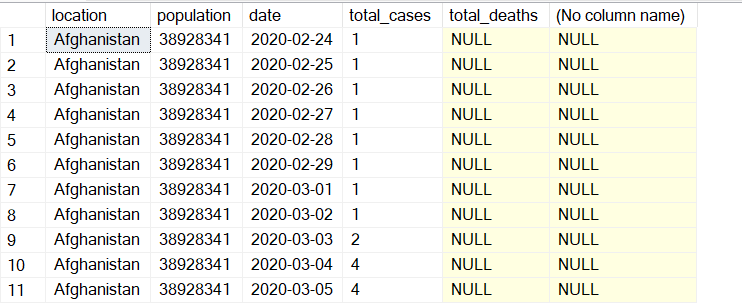 location population date total_cases total_deaths (No column name)
1 Afghanistan 38928341 2020-02-24 1 NULL NULL
2 Afghanistan 38928341 2020-02-25 1 NULL NULL
3 Afghanistan 38928341 2020-02-26 1 NULL NULL
4 Afghanistan 38928341 2020-02-27 1 NULL NULL
5 Afghanistan 38928341 2020-02-28 1 NULL NULL
6 Afghanistan 38928341 2020-02-29 1 NULL NULL
7 Afghanistan 38928341 2020-03-01 1 NULL NULL
8 Afghanistan 38928341 2020-03-02 1 NULL NULL
9 Afghanistan 38928341 2020-03-03 2 NULL NULL
10 Afghanistan 38928341 2020-03-04 4 NULL NULL
11 Afghanistan 38928341 2020-03-05 4 NULL NULL